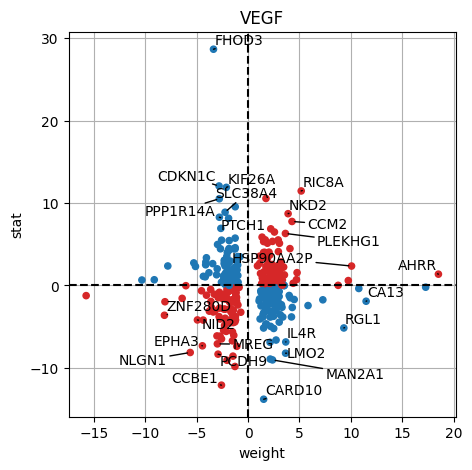 VEGF
30
FHOD3
20
CDKN1C
KIF26A
SLC38A4
RIC8A
10
PPP1R14A
NKD2
PTCH1
CCM2
PLEKHG1
HSP90AA2P
AHRR
0
CA13
ZNF280D
NID2
RGL1
EPHA3
MREG
IL4R
NLGN1
PCDH9
LMO2
−10
CCBE1
MAN2A1
CARD10
stat
−15
−10
−5
0
5
10
15
20
weight